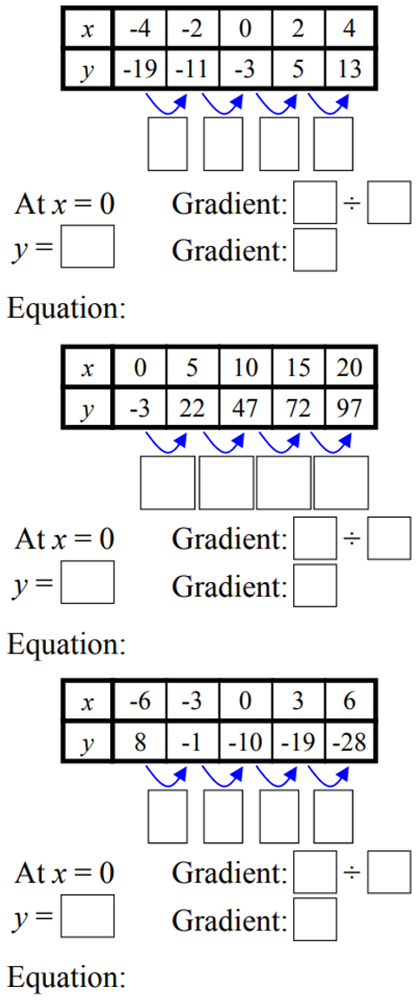 x -4 -2 0 2 4
y -19 -11 -3 5 13
At x = 0 Gradient: ÷
y = Gradient:
Equation:
x 0 5 10 15 20
y -3 22 47 72 97
At x = 0 Gradient: ÷
y = Gradient:
Equation:
x -6 -3 0 3 6
y 8 -1 -10 -19 -28
At x = 0 Gradient: ÷
y = Gradient:
Equation: